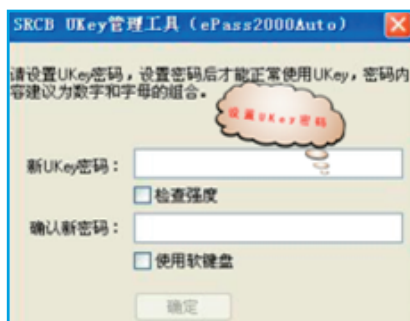 SRCB UKey管理工具（ePass2000Auto）
请设置UKey密码，设置密码后才能正常使用UKey，密码内
容建议为数字和字母的组合。
设置UKey密码
新UKey密码：
检查强度
确认新密码：
使用软键盘
确定